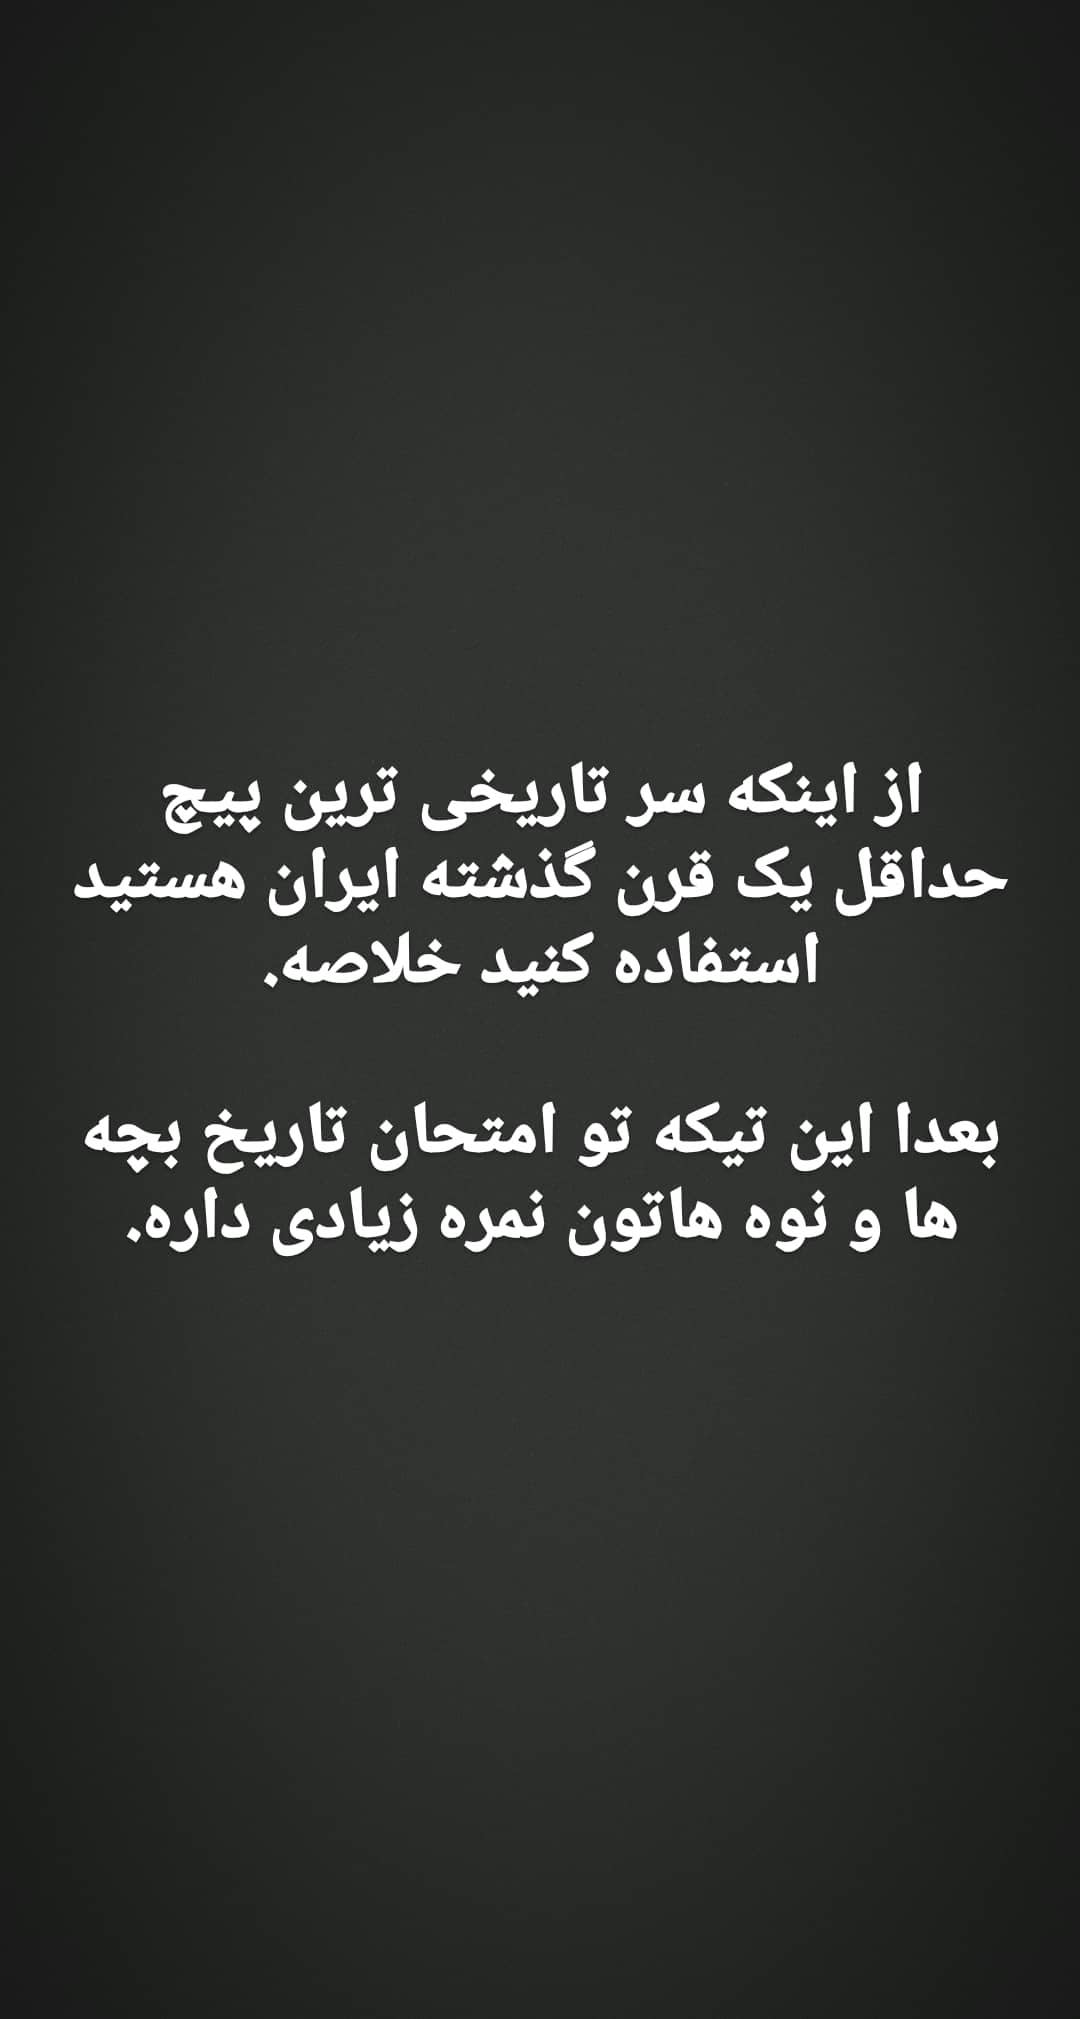 از اینکه سر تاریخی ترین پیچ
حداقل یک قرن گذشته ایران هستید
استفاده کنید خلاصه.
بعدا این تیکه تو امتحان تاریخ بچه
ها و نوه هاتون نمره زیادی داره.